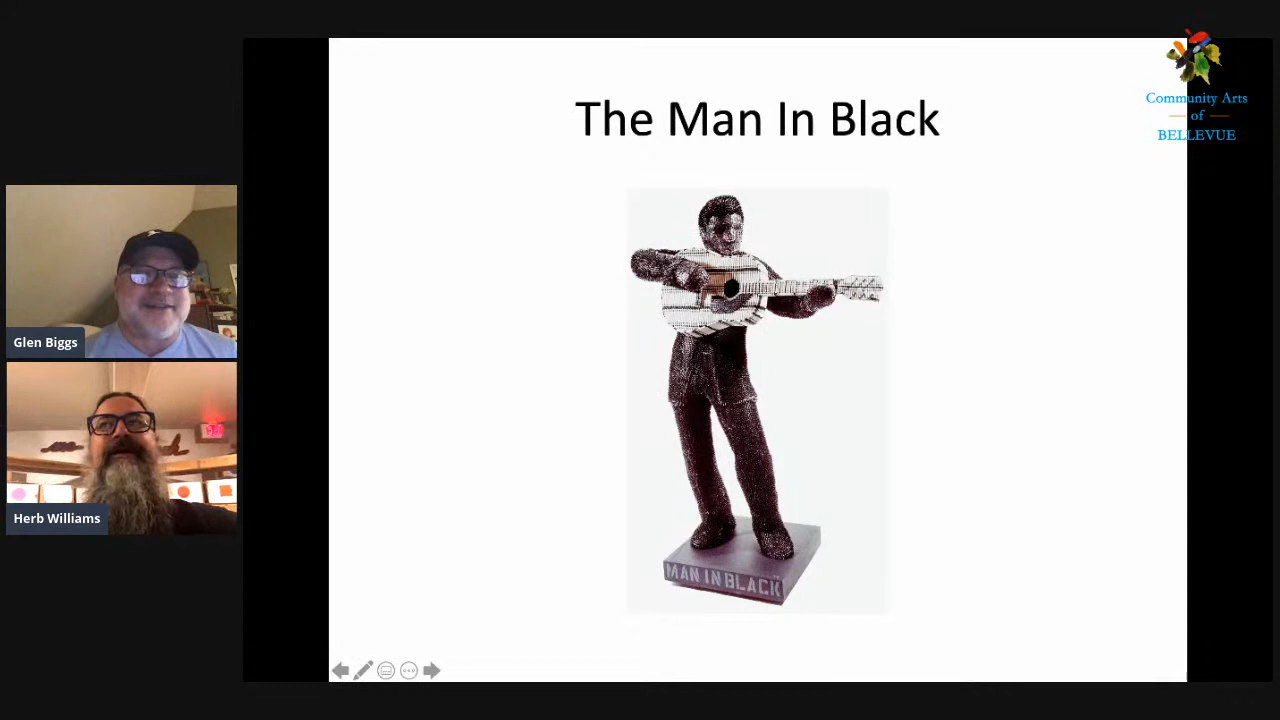 The Man In Black
Community Arts
of
BELLEVUE
Glen Biggs
Herb Williams
MAN IN BLACK